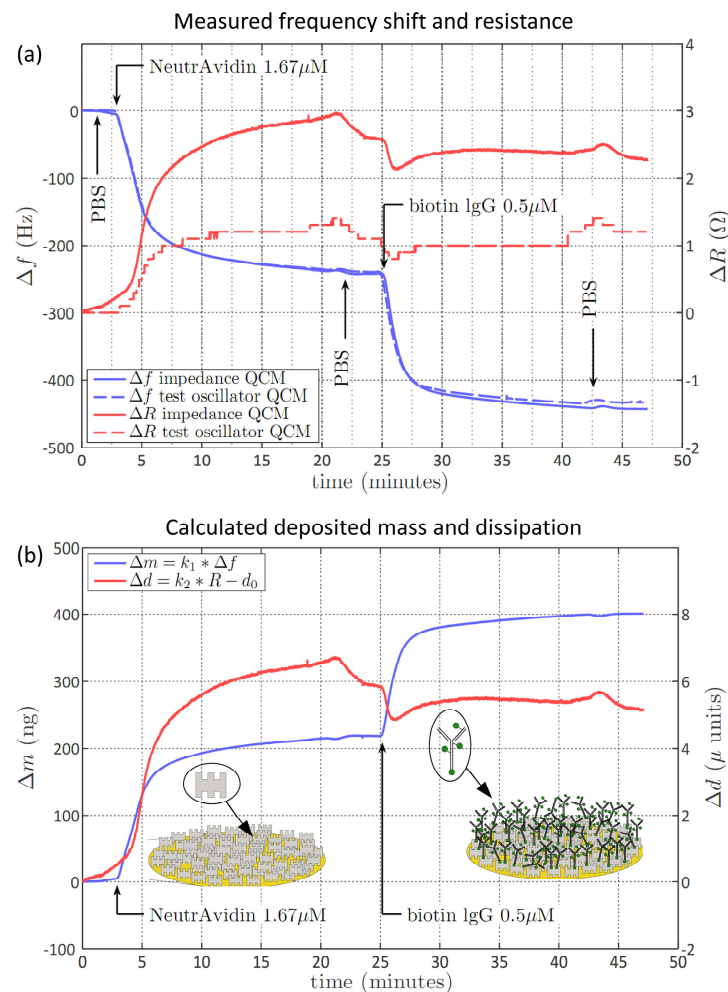 Measured frequency shift and resistance
(a)
NeutrAvidin 1.67μM
PBS
biotin lgG 0.5μM
PBS
PBS
0
-100
-200
-300
-400
-500
Δf (Hz)
4
3
2
1
0
-1
-2
ΔR (Ω)
Δf impedance QCM
Δf test oscillator QCM
ΔR impedance QCM
ΔR test oscillator QCM
0 5 10 15 20 25 30 35 40 45 50
time (minutes)
Calculated deposited mass and dissipation
(b)
Δm = k₁ * Δf
Δd = k₂ * R − d₀
500
400
300
200
100
0
-100
Δm (ng)
8
6
4
2
0
-2
Δd (μ units)
NeutrAvidin 1.67μM
biotin lgG 0.5μM
0 5 10 15 20 25 30 35 40 45 50
time (minutes)